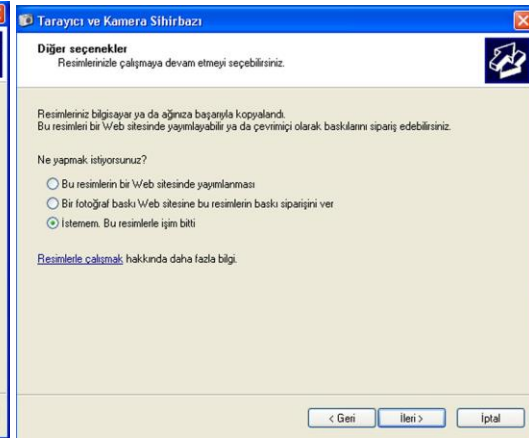 Tarayıcı ve Kamera Sihirbazı
Diğer seçenekler
Resimlerinizle çalışmaya devam etmeyi seçebilirsiniz.
Resimleriniz bilgisayar ya da ağınıza başarıyla kopyalandı.
Bu resimleri bir Web sitesinde yayımlayabilir ya da çevrimiçi olarak baskılarını sipariş edebilirsiniz.
Ne yapmak istiyorsunuz?
Bu resimlerin bir Web sitesinde yayımlanması
Bir fotoğraf baskı Web sitesine bu resimlerin baskı siparişini ver
İstemem. Bu resimlerle işim bitti
Resimlerle çalışmak hakkında daha fazla bilgi.
< Geri İleri > İptal